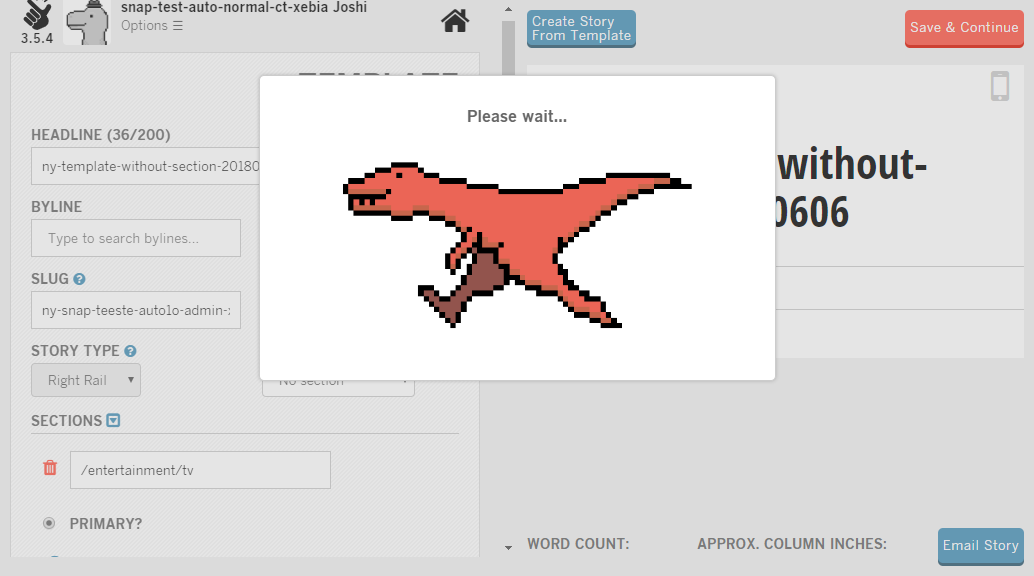 snap-test-auto-normal-ct-xebia Joshi
Options ☰
3.5.4
Create Story
From Template
Save & Continue
TEMPLATE
Please wait...
HEADLINE (36/200)
ny-template-without-section-20180
without-
0606
BYLINE
Type to search bylines...
SLUG
ny-snap-teeste-auto1o-admin-
STORY TYPE
Right Rail
No section
SECTIONS
/entertainment/tv
PRIMARY?
WORD COUNT:
APPROX. COLUMN INCHES:
Email Story